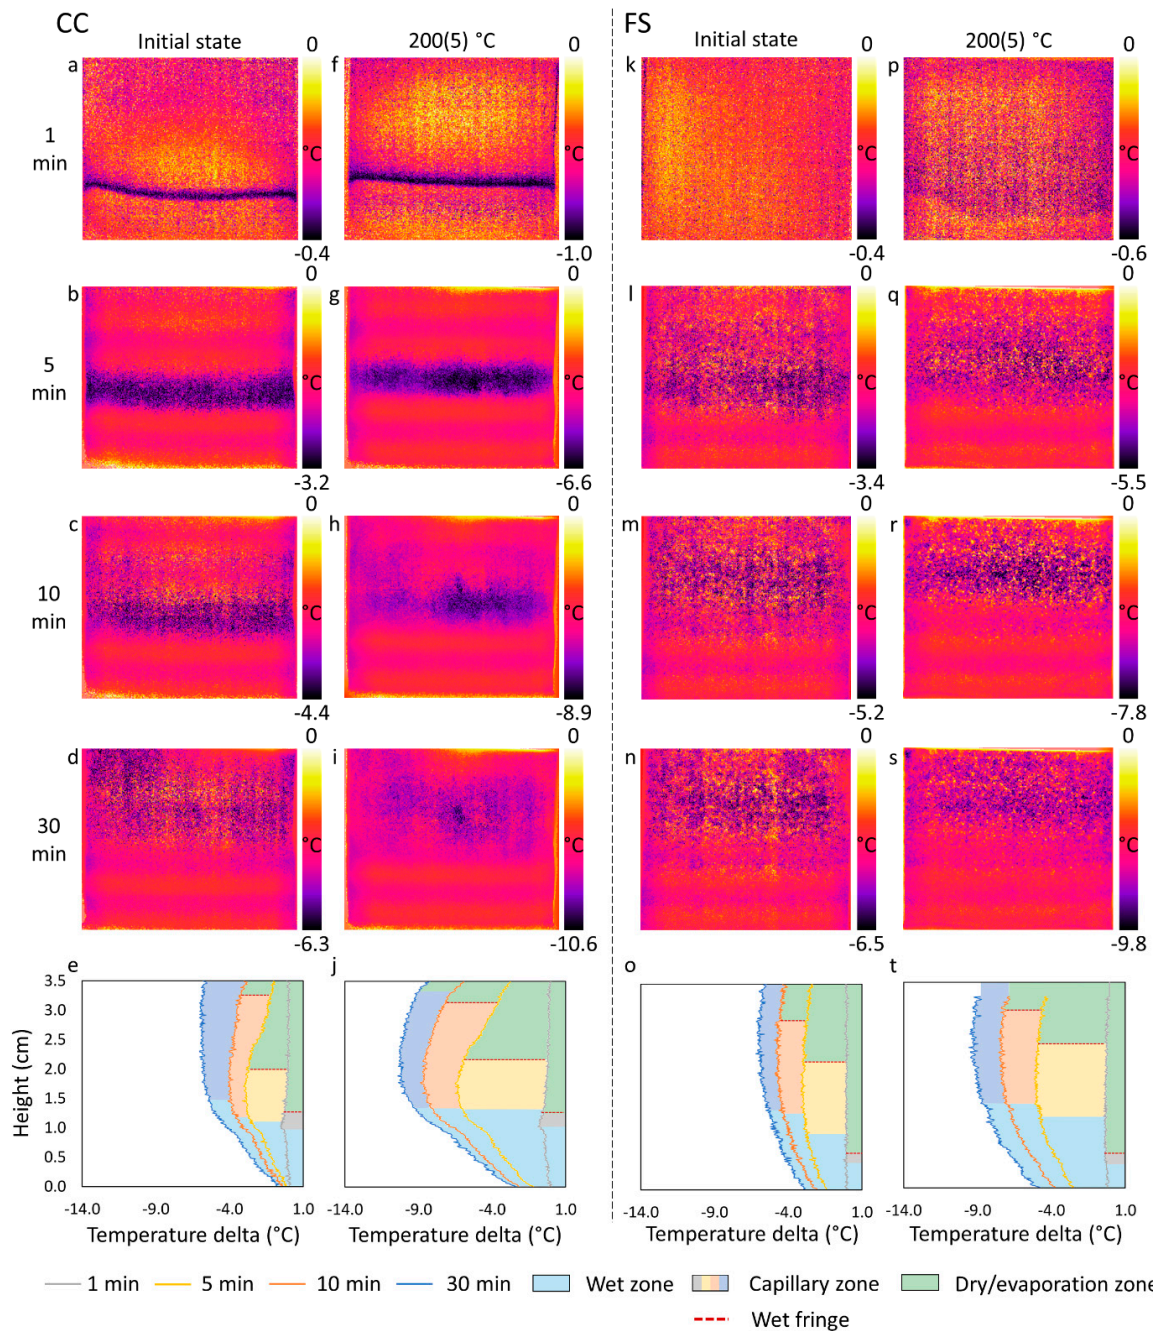 CC
FS
Initial state
200(5) °C
Initial state
200(5) °C
1 min
a
0
°C
-0.4
f
0
°C
-1.0
k
0
°C
-0.4
p
0
°C
-0.6
5 min
b
0
°C
-3.2
g
0
°C
-6.6
l
0
°C
-3.4
q
0
°C
-5.5
10 min
c
0
°C
-4.4
h
0
°C
-8.9
m
0
°C
-5.2
r
0
°C
-7.8
30 min
d
0
°C
-6.3
i
0
°C
-10.6
n
0
°C
-6.5
s
0
°C
-9.8
e
j
o
t
Height (cm)
3.5
3.0
2.5
2.0
1.5
1.0
0.5
0.0
-14.0 -9.0 -4.0 1.0
-14.0 -9.0 -4.0 1.0
-14.0 -9.0 -4.0 1.0
-14.0 -9.0 -4.0 1.0
Temperature delta (°C)
Temperature delta (°C)
Temperature delta (°C)
Temperature delta (°C)
1 min 5 min 10 min 30 min Wet zone Capillary zone Dry/evaporation zone
Wet fringe